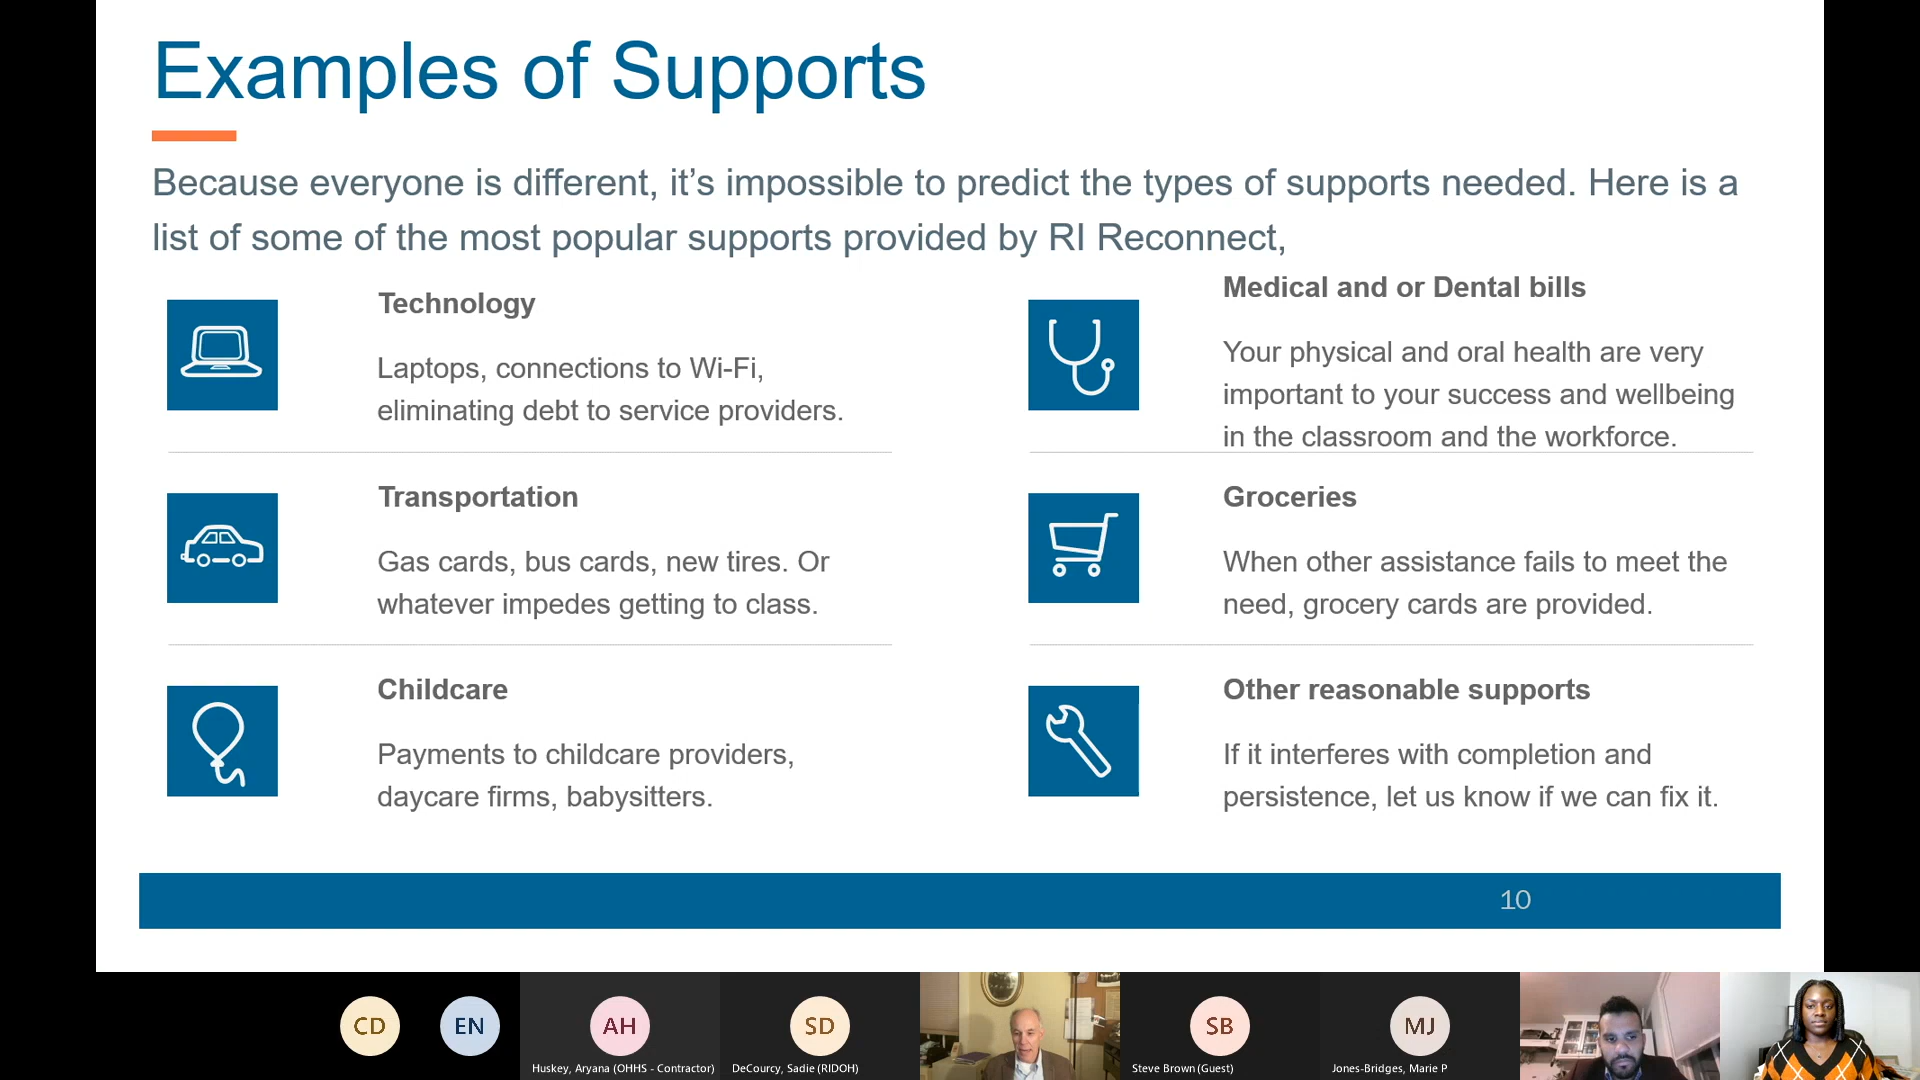 Examples of Supports
Because everyone is different, it’s impossible to predict the types of supports needed. Here is a
list of some of the most popular supports provided by RI Reconnect,
Technology
Laptops, connections to Wi-Fi,
eliminating debt to service providers.
Medical and or Dental bills
Your physical and oral health are very
important to your success and wellbeing
in the classroom and the workforce.
Transportation
Gas cards, bus cards, new tires. Or
whatever impedes getting to class.
Groceries
When other assistance fails to meet the
need, grocery cards are provided.
Childcare
Payments to childcare providers,
daycare firms, babysitters.
Other reasonable supports
If it interferes with completion and
persistence, let us know if we can fix it.
10
CD
EN
AH
Huskey, Aryana (OHHS - Contractor)
SD
DeCourcy, Sadie (RIDOH)
SB
Steve Brown (Guest)
MJ
Jones-Bridges, Marie P